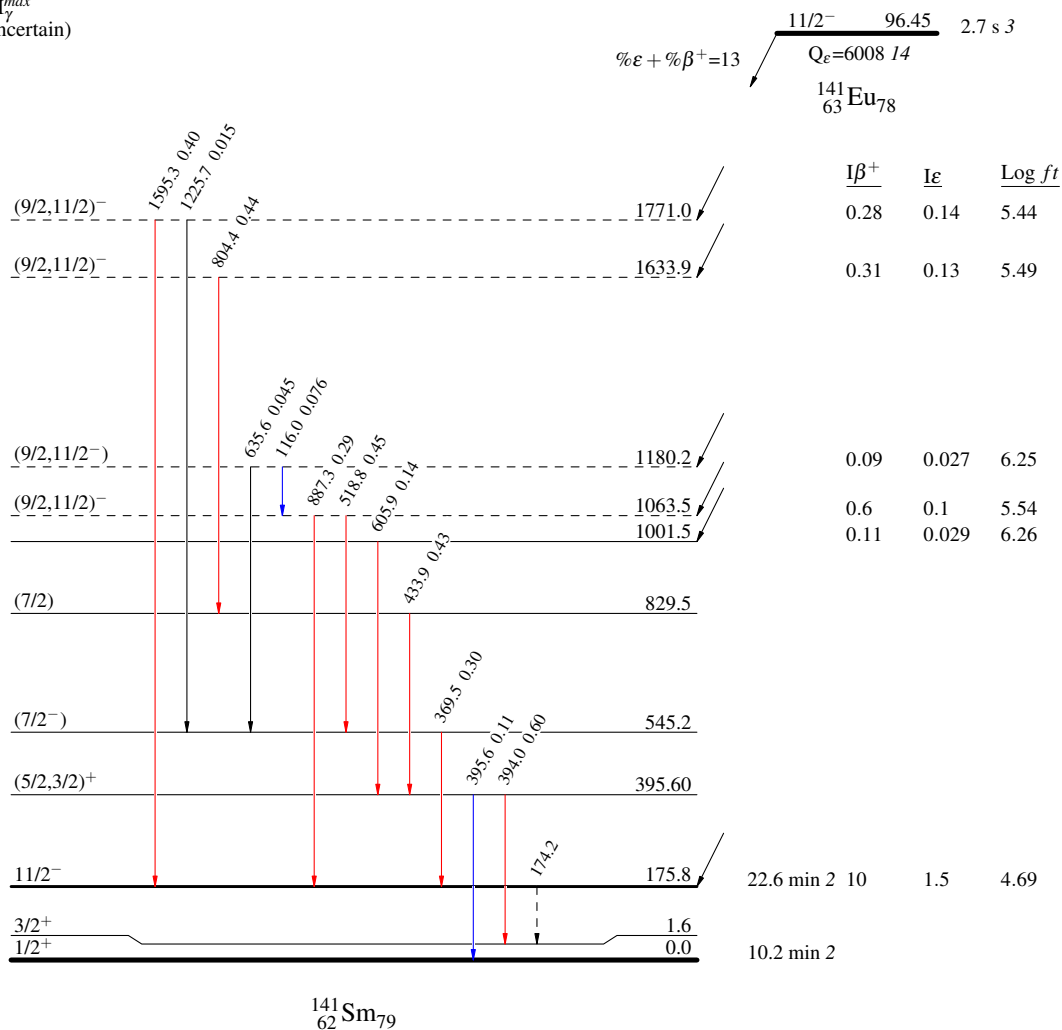 I_γ^max
ncertain)
11/2⁻ 96.45 2.7 s 3
%ε + %β⁺=13
Q_ε=6008 14
¹⁴¹₆₃Eu₇₈
Iβ⁺ Iε Log ft
1595.3 0.40
1225.7 0.015
(9/2,11/2)⁻ 1771.0 0.28 0.14 5.44
804.4 0.44
(9/2,11/2)⁻ 1633.9 0.31 0.13 5.49
635.6 0.045
116.0 0.076
(9/2,11/2⁻) 1180.2 0.09 0.027 6.25
887.3 0.29
518.8 0.45
(9/2,11/2)⁻ 1063.5 0.6 0.1 5.54
605.9 0.14
1001.5 0.11 0.029 6.26
433.9 0.43
(7/2) 829.5
369.5 0.30
(7/2⁻) 545.2
395.6 0.11
394.0 0.60
(5/2,3/2)⁺ 395.60
174.2
11/2⁻ 175.8 22.6 min 2 10 1.5 4.69
3/2⁺ 1.6
1/2⁺ 0.0 10.2 min 2
¹⁴¹₆₂Sm₇₉